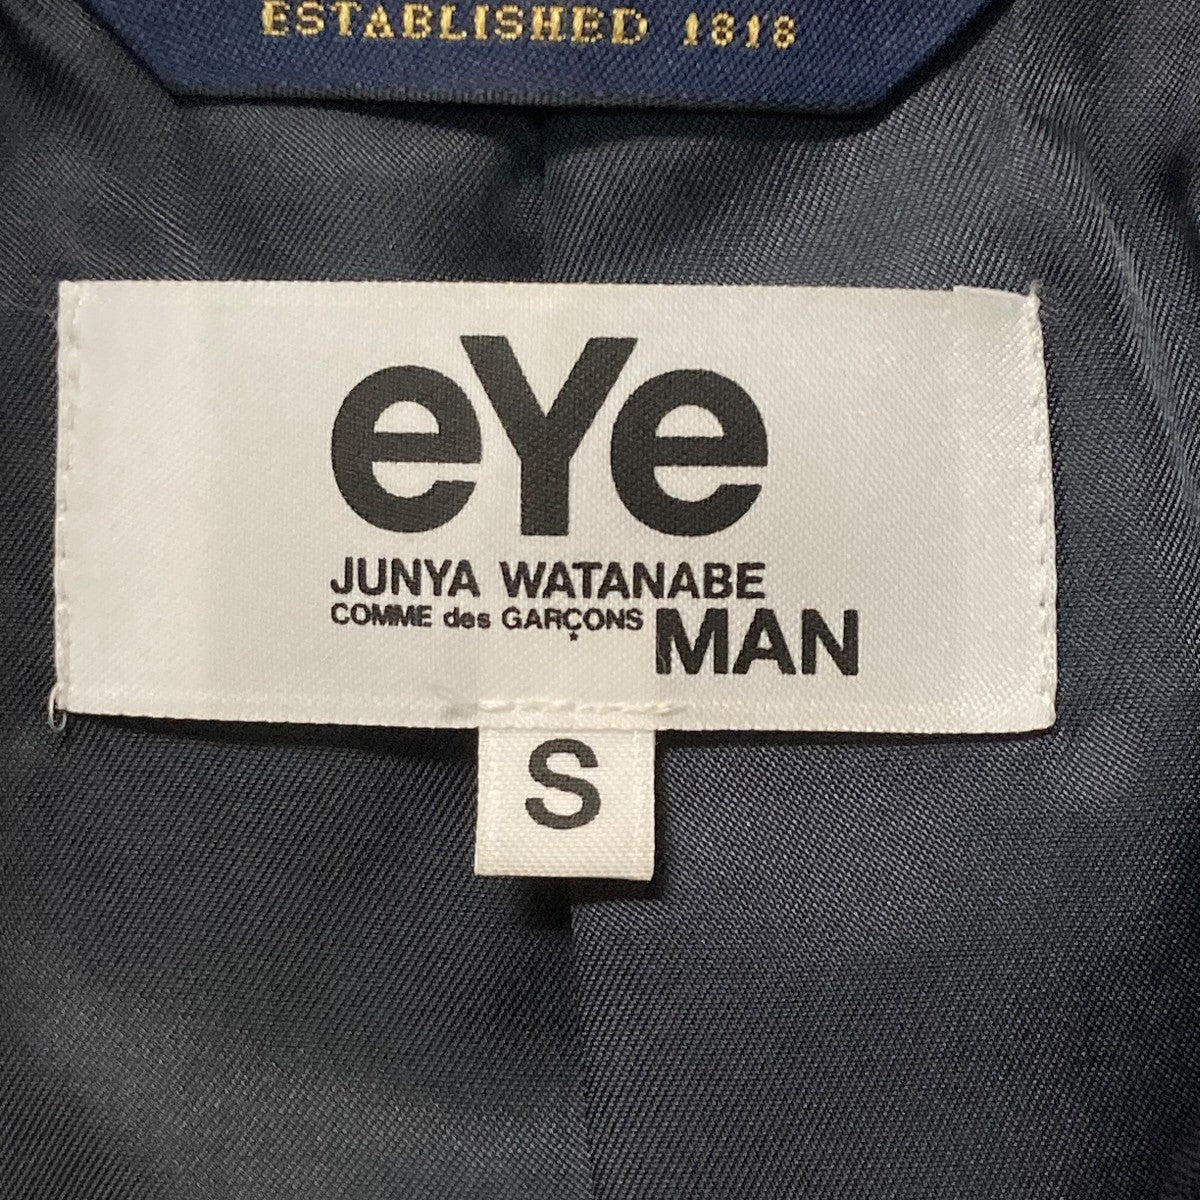 ESTABLISHED 1818
eYe
JUNYA WATANABE
COMME des GARÇONS MAN
S